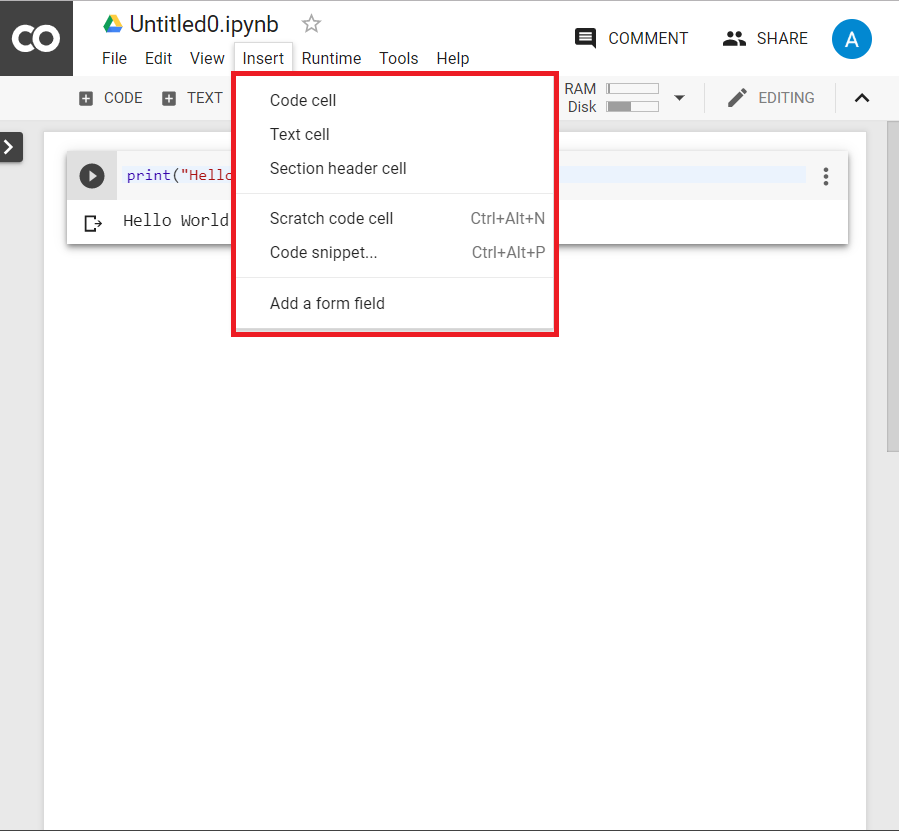 CO Untitled0.ipynb
COMMENT SHARE A
File Edit View Insert Runtime Tools Help
CODE TEXT RAM Disk EDITING
Code cell
Text cell
Section header cell
Scratch code cell Ctrl+Alt+N
Code snippet... Ctrl+Alt+P
Add a form field
print("Hello
Hello World